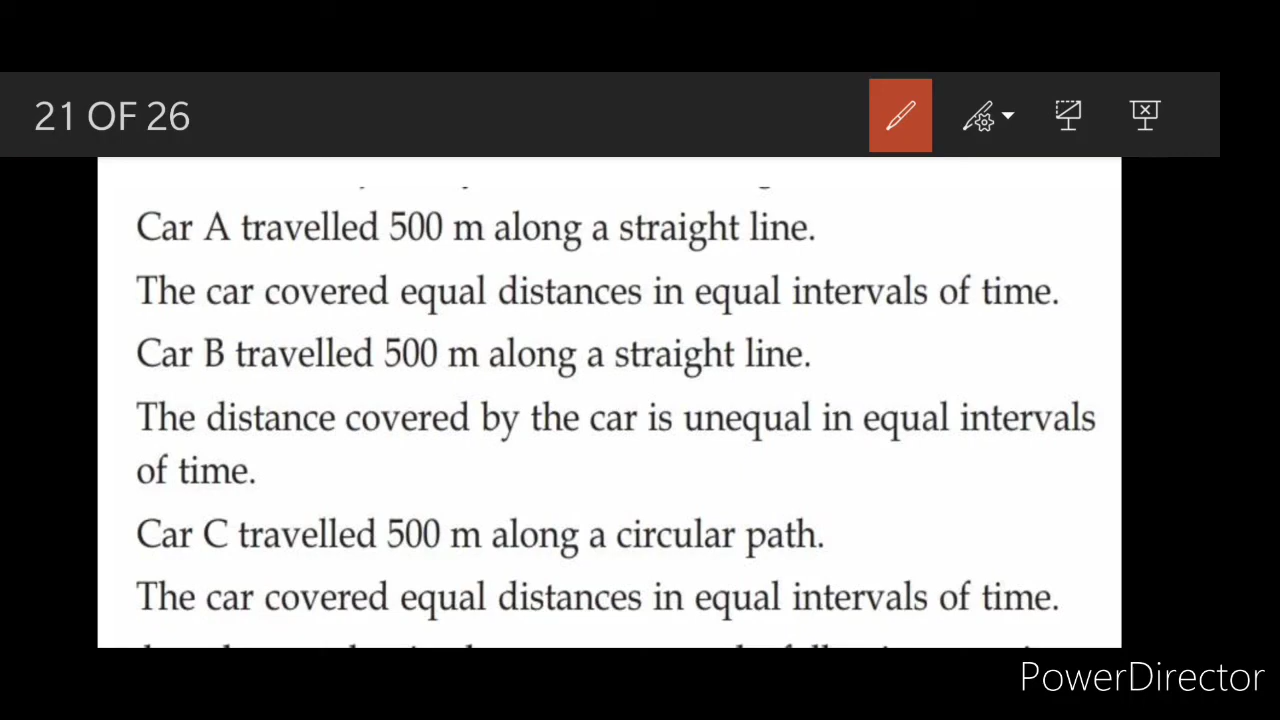 21 OF 26
Car A travelled 500 m along a straight line.
The car covered equal distances in equal intervals of time.
Car B travelled 500 m along a straight line.
The distance covered by the car is unequal in equal intervals
of time.
Car C travelled 500 m along a circular path.
The car covered equal distances in equal intervals of time.
PowerDirector